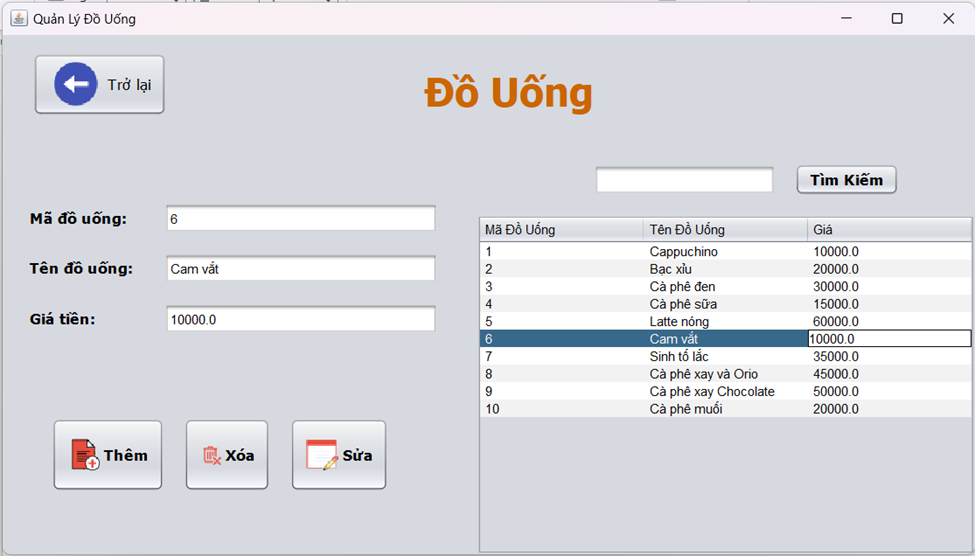 Quản Lý Đồ Uống
Trở lại
Đồ Uống
Tìm Kiếm
Mã đồ uống: 6
Tên đồ uống: Cam vắt
Giá tiền: 10000.0
Thêm Xóa Sửa
Mã Đồ Uống Tên Đồ Uống Giá
1 Cappuchino 10000.0
2 Bạc xỉu 20000.0
3 Cà phê đen 30000.0
4 Cà phê sữa 15000.0
5 Latte nóng 60000.0
6 Cam vắt 10000.0
7 Sinh tố lắc 35000.0
8 Cà phê xay và Orio 45000.0
9 Cà phê xay Chocolate 50000.0
10 Cà phê muối 20000.0